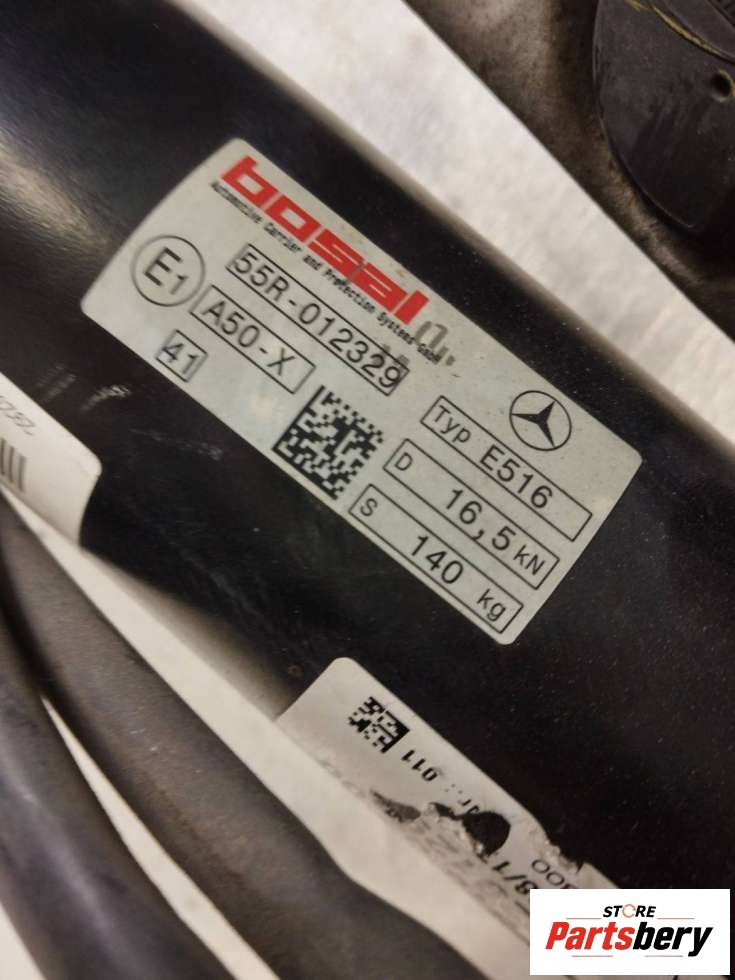 bosal
Automotive Carrier and Protection Systems GmbH
E1
55R-012329
A50-X
41
Typ E516
D 16,5 kN
S 140 kg
011
STORE
Partsbery